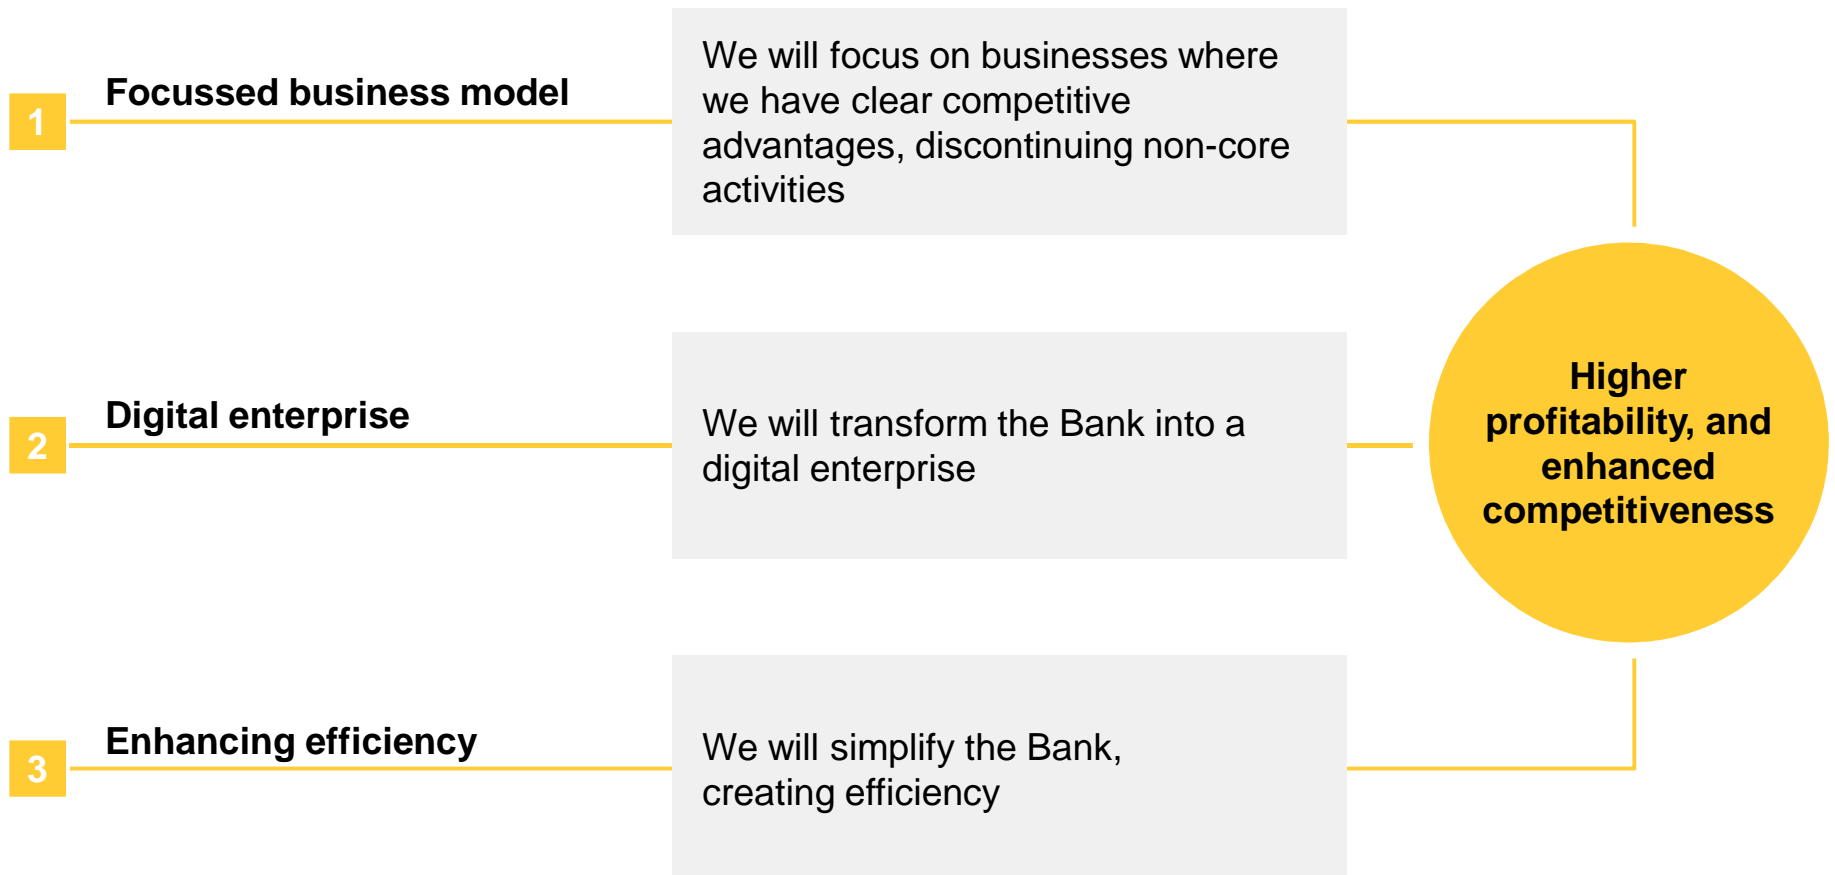 1
Focussed business model
We will focus on businesses where
we have clear competitive
advantages, discontinuing non-core
activities
2
Digital enterprise
We will transform the Bank into a
digital enterprise
3
Enhancing efficiency
We will simplify the Bank,
creating efficiency
Higher
profitability, and
enhanced
competitiveness